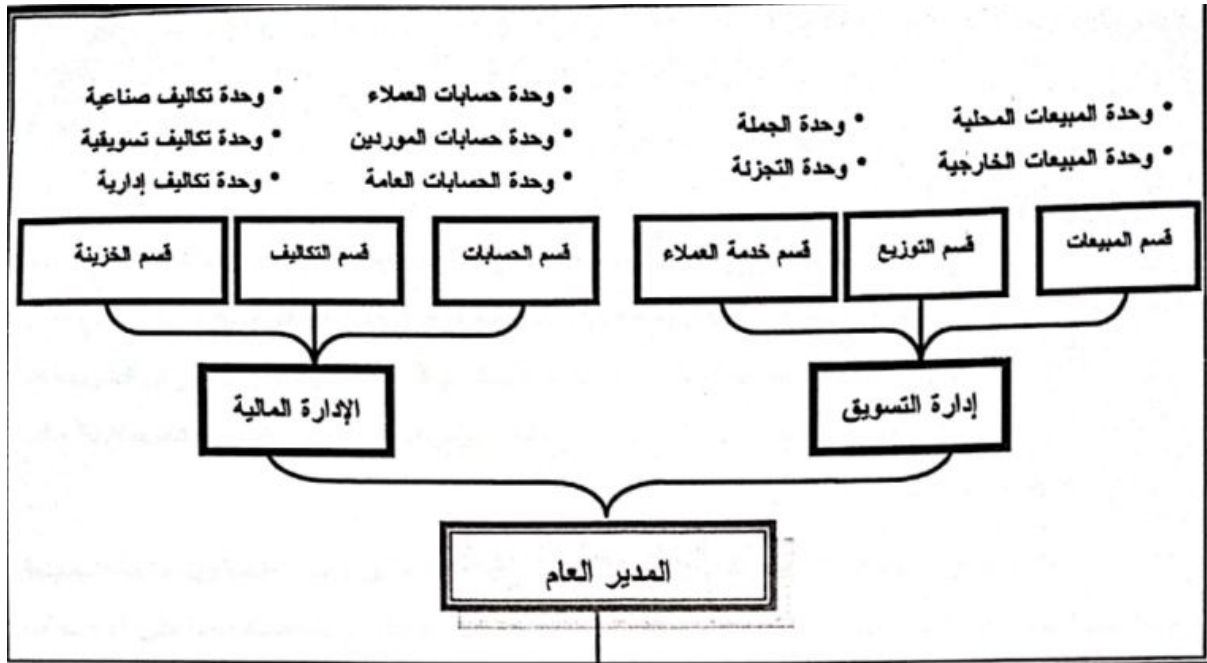 • وحدة المبيعات المحلية
• وحدة المبيعات الخارجية
• وحدة الجملة
• وحدة التجزئة
• وحدة حسابات العملاء
• وحدة حسابات الموردين
• وحدة الحسابات العامة
• وحدة تكاليف صناعية
• وحدة تكاليف تسويقية
• وحدة تكاليف إدارية
قسم المبيعات
قسم التوزيع
قسم خدمة العملاء
قسم الحسابات
قسم التكاليف
قسم الخزينة
إدارة التسويق
الإدارة المالية
المدير العام